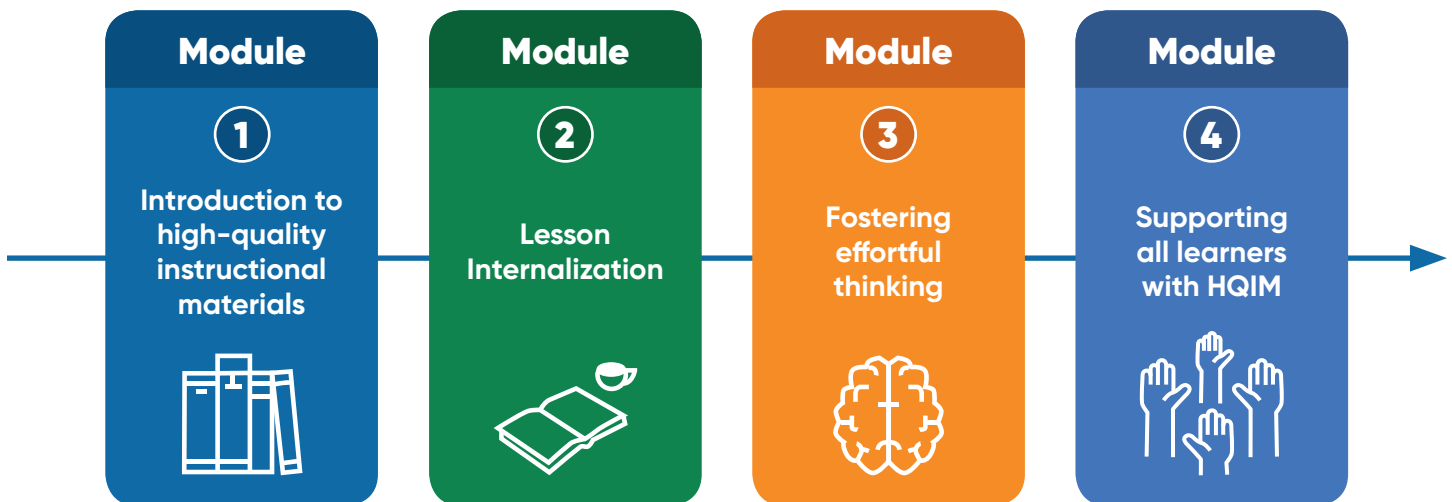 Module
1
Introduction to
high-quality
instructional
materials
Module
2
Lesson
Internalization
Module
3
Fostering
effortful
thinking
Module
4
Supporting
all learners
with HQIM